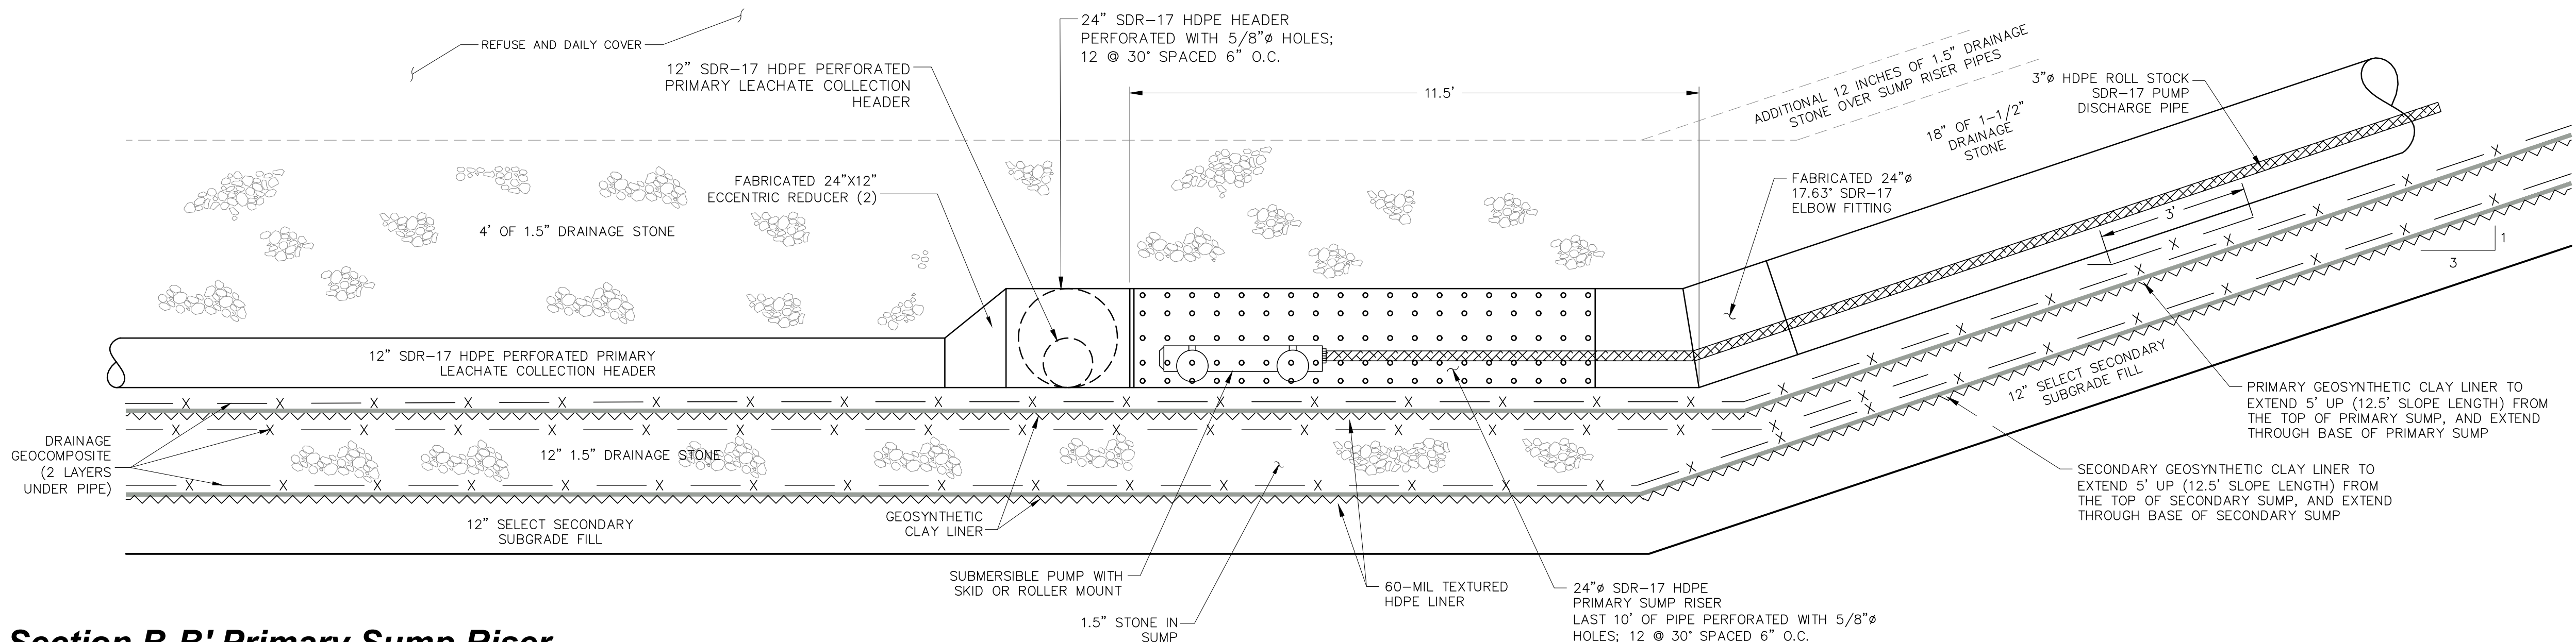 REFUSE AND DAILY COVER
24" SDR-17 HDPE HEADER
PERFORATED WITH 5/8"ø HOLES;
12 @ 30° SPACED 6" O.C.
12" SDR-17 HDPE PERFORATED
PRIMARY LEACHATE COLLECTION
HEADER
11.5'
ADDITIONAL 12 INCHES OF 1.5" DRAINAGE
STONE OVER SUMP RISER PIPES
3"ø HDPE ROLL STOCK
SDR-17 PUMP
DISCHARGE PIPE
18" OF 1-1/2"
DRAINAGE
STONE
FABRICATED 24"X12"
ECCENTRIC REDUCER (2)
FABRICATED 24"ø
17.63° SDR-17
ELBOW FITTING
4' OF 1.5" DRAINAGE STONE
3'
1
3
12" SDR-17 HDPE PERFORATED PRIMARY
LEACHATE COLLECTION HEADER
12" SELECT SECONDARY
SUBGRADE FILL
PRIMARY GEOSYNTHETIC CLAY LINER TO
EXTEND 5' UP (12.5' SLOPE LENGTH) FROM
THE TOP OF PRIMARY SUMP, AND EXTEND
THROUGH BASE OF PRIMARY SUMP
DRAINAGE
GEOCOMPOSITE
(2 LAYERS
UNDER PIPE)
12" 1.5" DRAINAGE STONE
SECONDARY GEOSYNTHETIC CLAY LINER TO
EXTEND 5' UP (12.5' SLOPE LENGTH) FROM
THE TOP OF SECONDARY SUMP, AND EXTEND
THROUGH BASE OF SECONDARY SUMP
12" SELECT SECONDARY
SUBGRADE FILL
GEOSYNTHETIC
CLAY LINER
SUBMERSIBLE PUMP WITH
SKID OR ROLLER MOUNT
60-MIL TEXTURED
HDPE LINER
24"ø SDR-17 HDPE
PRIMARY SUMP RISER
LAST 10' OF PIPE PERFORATED WITH 5/8"ø
HOLES; 12 @ 30° SPACED 6" O.C.
1.5" STONE IN
SUMP
Section B-B' Primary Sump Riser